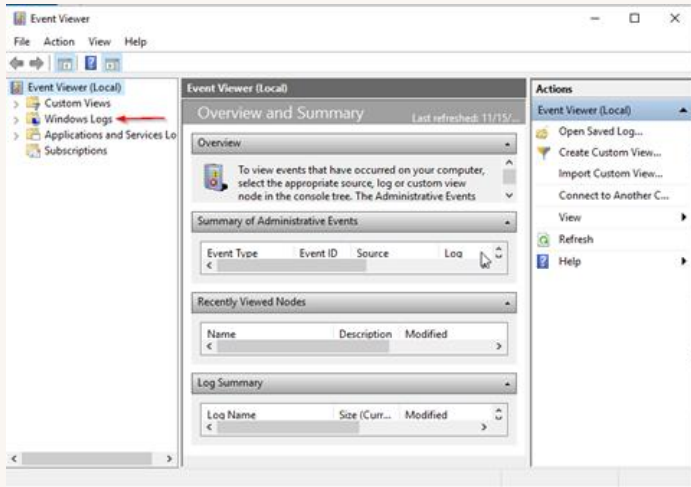 Event Viewer
File Action View Help
Event Viewer (Local)
Custom Views
Windows Logs
Applications and Services Lo
Subscriptions
Event Viewer (Local)
Overview and Summary Last refreshed: 11/15/...
Overview
To view events that have occurred on your computer,
select the appropriate source, log or custom view
node in the console tree. The Administrative Events
Summary of Administrative Events
Event Type Event ID Source Log
Recently Viewed Nodes
Name Description Modified
Log Summary
Log Name Size (Curr... Modified
Actions
Event Viewer (Local)
Open Saved Log...
Create Custom View...
Import Custom View...
Connect to Another C...
View
Refresh
Help